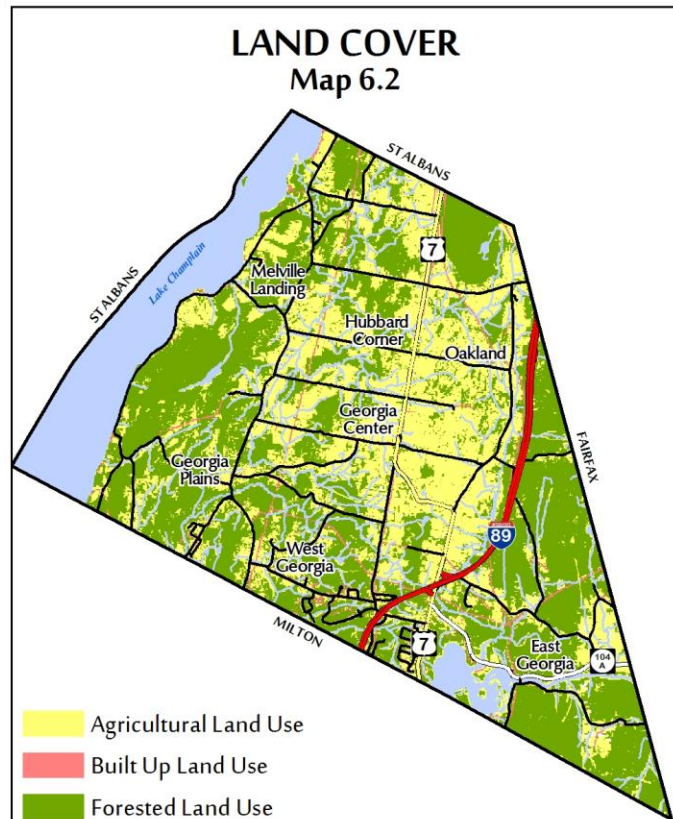 LAND COVER
Map 6.2
ST ALBANS
7
ST ALBANS
Lake Champlain
Melville
Landing
Hubbard
Corner
Oakland
Georgia
Center
FAIRFAX
Georgia
Plains
89
West
Georgia
MILTON
7
East
Georgia
104
A
Agricultural Land Use
Built Up Land Use
Forested Land Use